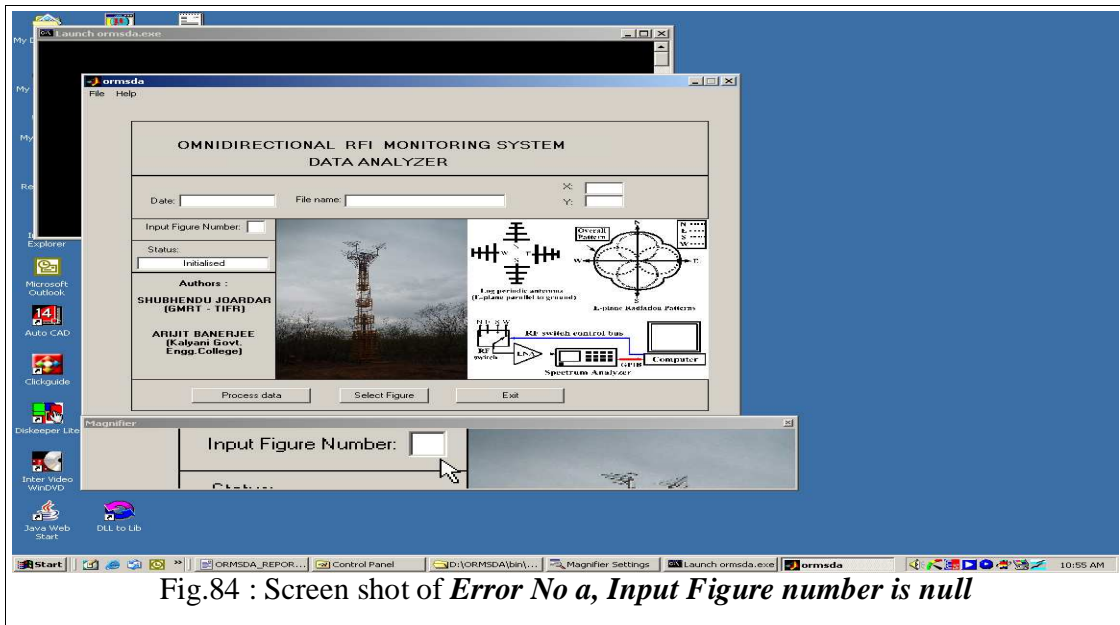 Launch ormsda.exe
ormsda
File Help
OMNIDIRECTIONAL RFI MONITORING SYSTEM
DATA ANALYZER
Date:
File name:
X:
Y:
Input Figure Number:
Status:
Initialised
Authors :
SHUBHENDU JOARDAR
(GMRT - TIFR)
ARIJIT BANERJEE
(Kalyani Govt.
Engg.College)
N
W E
S
Log periodic antennas
(E-plane parallel to ground)
Overall
Pattern
N
E
S
W
N
W E
S
E-plane Radiation Patterns
N E S W
RF switch control bus
RF
switch
LNA
GPIB
Computer
Spectrum Analyzer
Process data
Select Figure
Exit
Magnifier
Input Figure Number:
Status:
My D
My
My
Re
Explorer
Microsoft
Outlook
Auto CAD
Clickguide
Diskeeper Lite
Inter Video
WinDVD
Java Web
Start
DLL to Lib
Start
ORMSDA_REPOR...
Control Panel
D:\ORMSDA\bin\...
Magnifier Settings
Launch ormsda.exe
ormsda
10:55 AM
Fig.84 : Screen shot of Error No a, Input Figure number is null